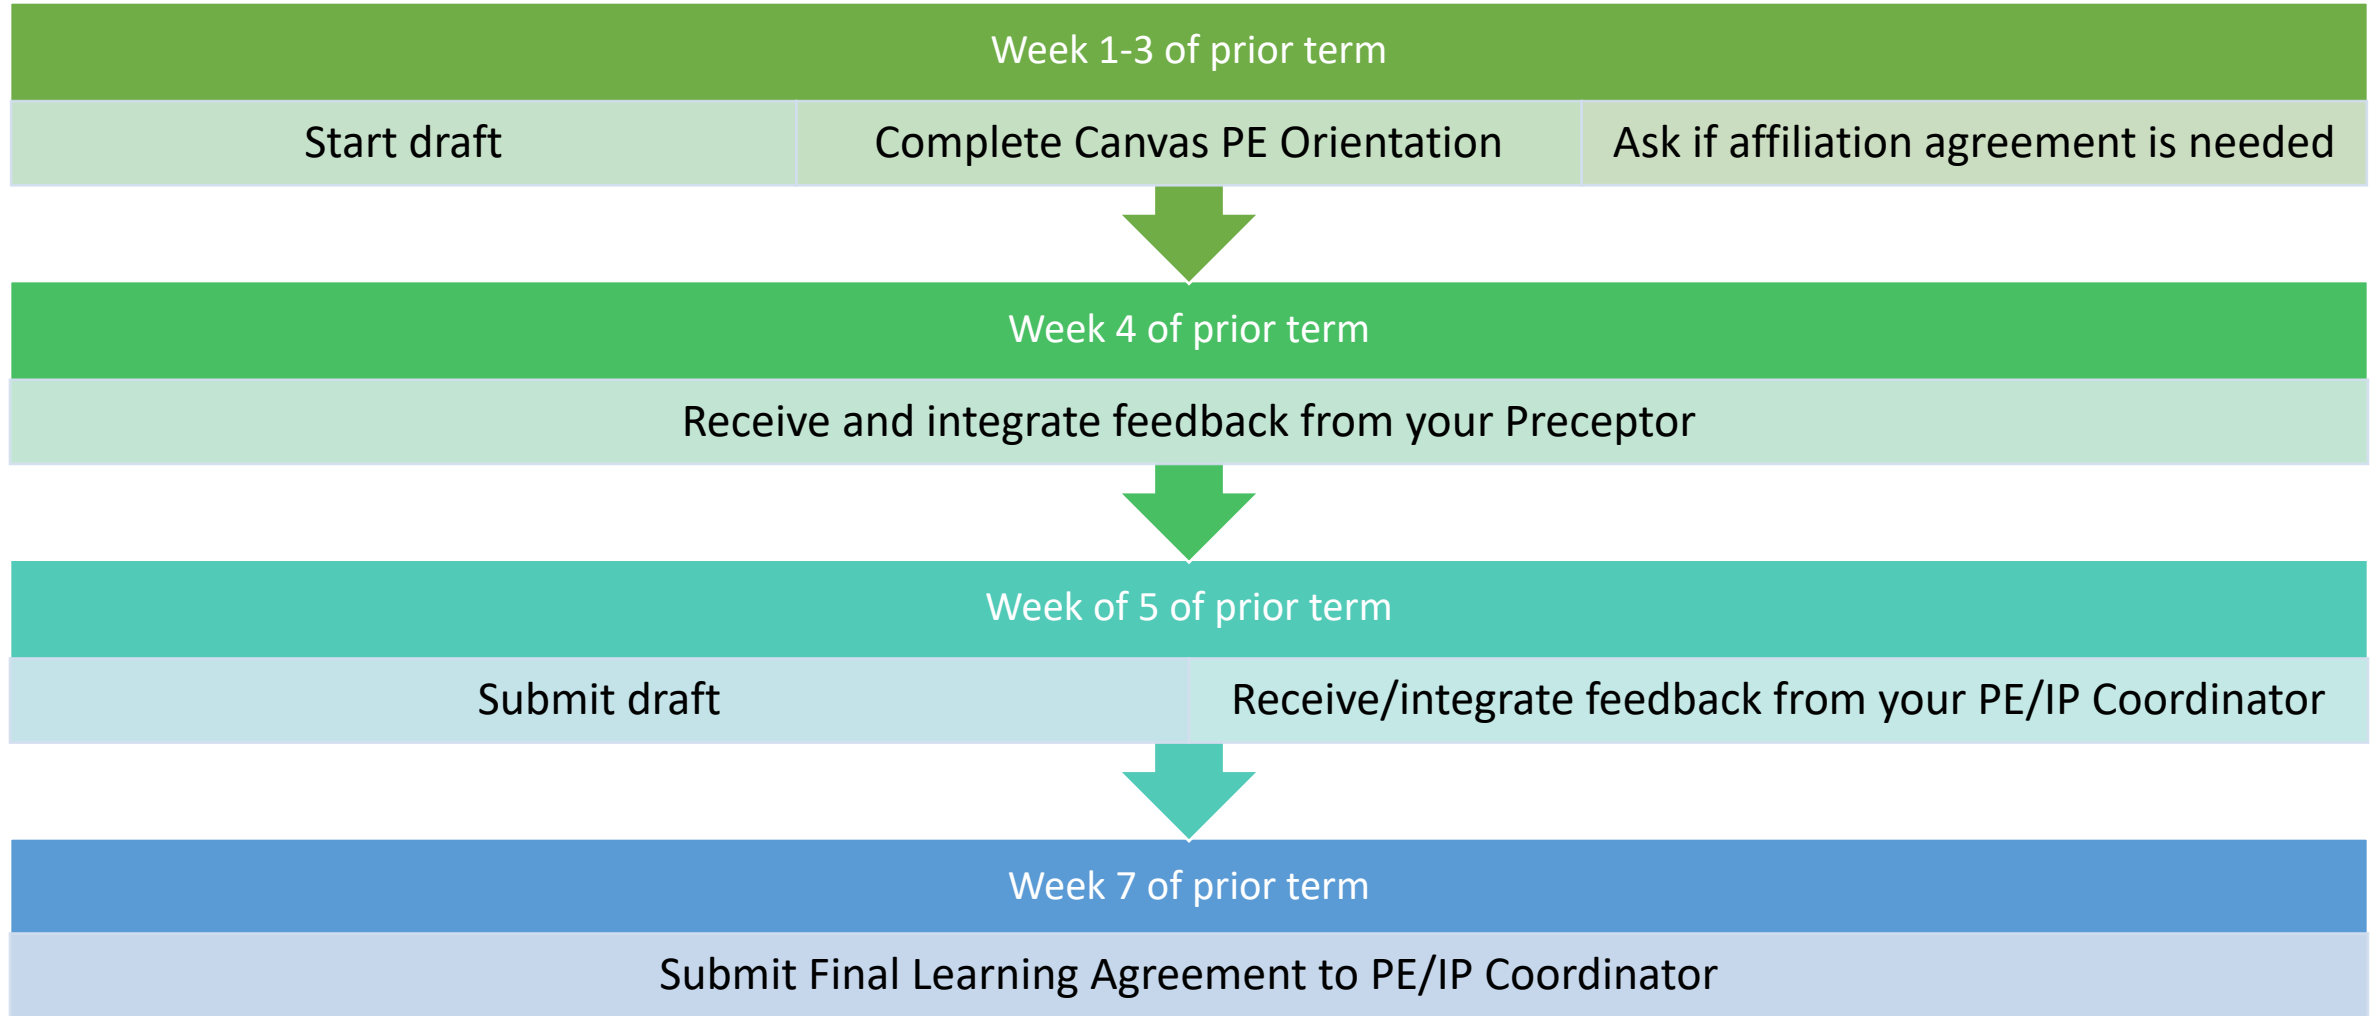 Week 1-3 of prior term
Start draft
Complete Canvas PE Orientation
Ask if affiliation agreement is needed
Week 4 of prior term
Receive and integrate feedback from your Preceptor
Week of 5 of prior term
Submit draft
Receive/integrate feedback from your PE/IP Coordinator
Week 7 of prior term
Submit Final Learning Agreement to PE/IP Coordinator